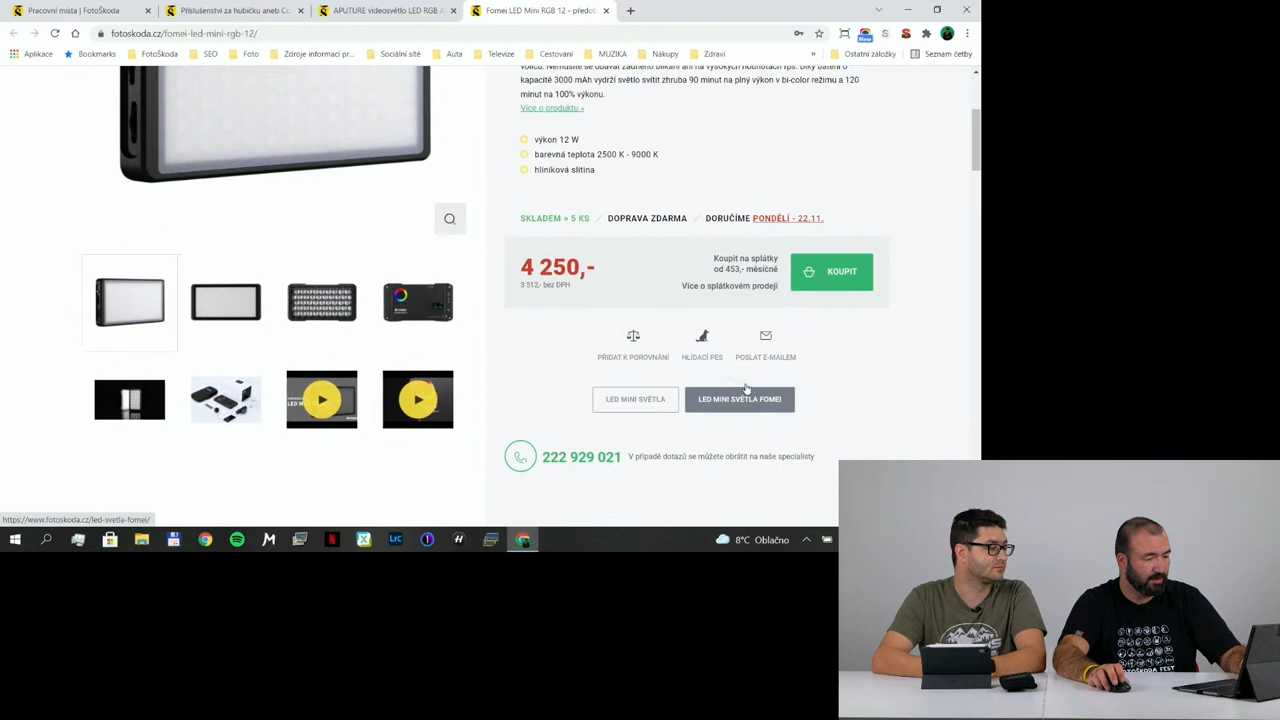 Pracovní místa | FotoŠkoda
Příslušenství za hubičku aneb Co
APUTURE videosvětlo LED RGB A
Fomei LED Mini RGB 12 - předob
fotoskoda.cz/fomei-led-mini-rgb-12/
New
Aplikace
Bookmarks
FotoŠkoda
SEO
Foto
Zdroje informací pr...
Sociální sítě
Auta
Televize
Cestování
MUZIKA
Nákupy
Zdraví
»
Ostatní záložky
Seznam četby
kapacitě 3000 mAh vydrží světlo svítit zhruba 90 minut na plný výkon v bi-color režimu a 120
minut na 100% výkonu.
Více o produktu »
výkon 12 W
barevná teplota 2500 K - 9000 K
hliníková slitina
SKLADEM > 5 KS / DOPRAVA ZDARMA / DORUČÍME PONDĚLÍ - 22.11.
4 250,-
3 512,- bez DPH
Koupit na splátky
od 453,- měsíčně
Více o splátkovém prodeji
KOUPIT
PŘIDAT K POROVNÁNÍ
HLÍDACÍ PES
POSLAT E-MAILEM
LED MINI SVĚTLA
LED MINI SVĚTLA FOMEI
222 929 021
V případě dotazů se můžete obrátit na naše specialisty
https://www.fotoskoda.cz/led-svetla-fomei/
LrC
8°C Oblačno
FOTOŠKODA FEST